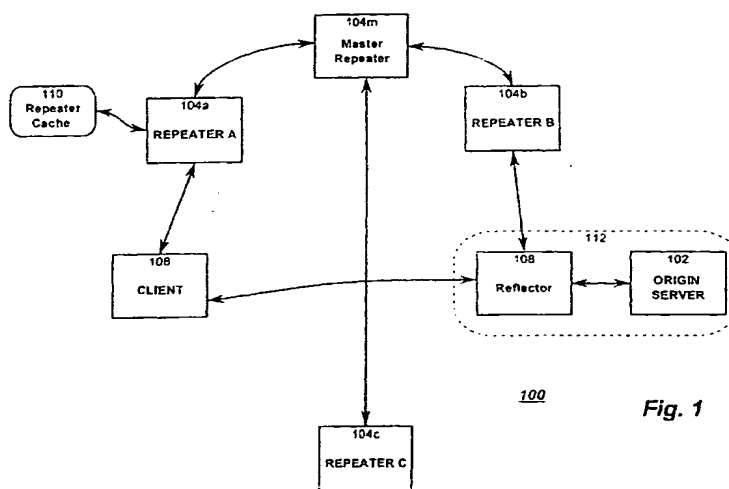 104m
Master
Repeater
110
Repeater
Cache
104a
REPEATER A
104b
REPEATER B
112
108
CLIENT
108
Reflector
102
ORIGIN
SERVER
100
Fig. 1
104c
REPEATER C